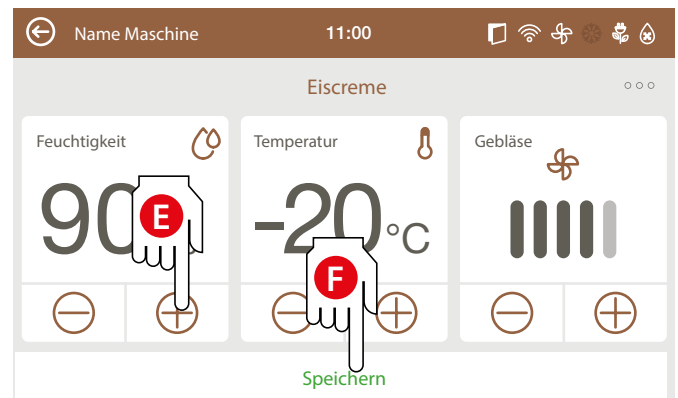 Name Maschine 11:00
Eiscreme
Feuchtigkeit Temperatur Gebläse
90 -20 °C
E
F
Speichern